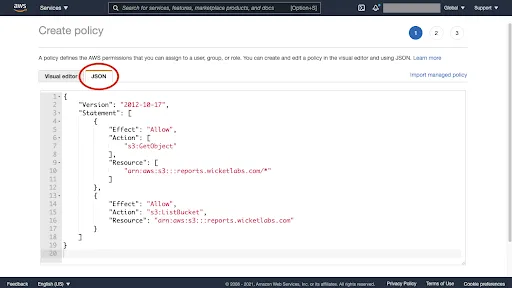 aws Services ▼ Search for services, features, marketplace products, and docs [Option+S] Global ▼ Support ▼
Create policy 1 2 3
A policy defines the AWS permissions that you can assign to a user, group, or role. You can create and edit a policy in the visual editor and using JSON. Learn more
Visual editor JSON Import managed policy
1 {
2 "Version": "2012-10-17",
3 "Statement": [
4 {
5 "Effect": "Allow",
6 "Action": [
7 "s3:GetObject"
8 ],
9 "Resource": [
10 "arn:aws:s3:::reports.wicketlabs.com/*"
11 ]
12 },
13 {
14 "Effect": "Allow",
15 "Action": "s3:ListBucket",
16 "Resource": "arn:aws:s3:::reports.wicketlabs.com"
17 }
18 ]
19 }
20
Feedback English (US) ▼ © 2008 - 2021, Amazon Web Services, Inc. or its affiliates. All rights reserved. Privacy Policy Terms of Use Cookie preferences